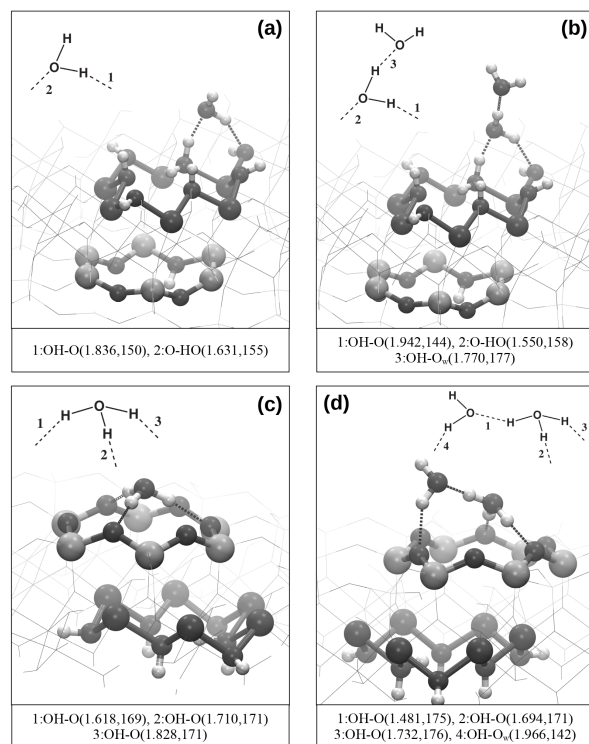 (a)
H
O
H
1
2
1:OH-O(1.836,150), 2:O-HO(1.631,155)
(b)
H
H
O
H
3
O
H
1
2
1:OH-O(1.942,144), 2:O-HO(1.550,158)
3:OH-Ow(1.770,177)
(c)
O
H
H
1
3
H
2
1:OH-O(1.618,169), 2:OH-O(1.710,171)
3:OH-O(1.828,171)
(d)
H
O
1
H
O
H
H
4
H
2
3
1:OH-O(1.481,175), 2:OH-O(1.694,171)
3:OH-O(1.732,176), 4:OH-Ow(1.966,142)